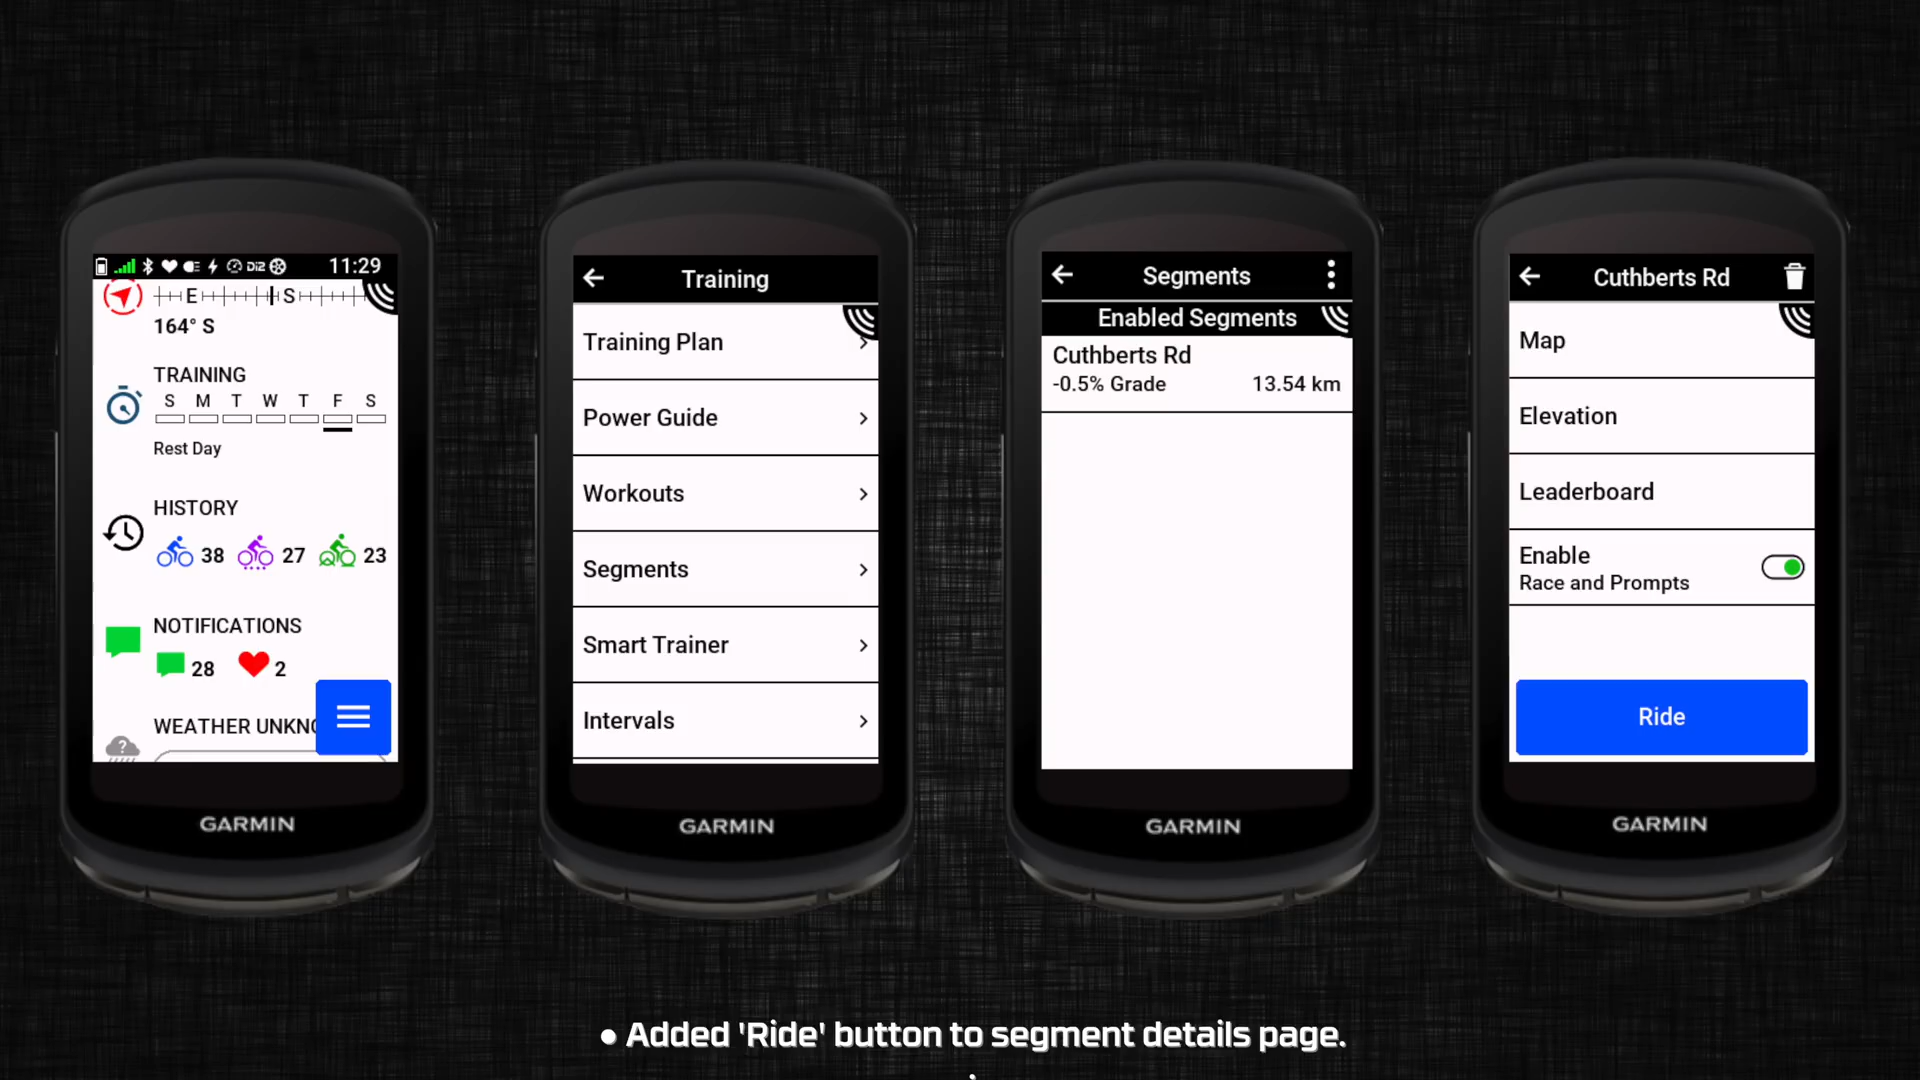 11:29
E S
164° S
TRAINING
S M T W T F S
Rest Day
HISTORY
38 27 23
NOTIFICATIONS
28 2
WEATHER UNKN
GARMIN
Training
Training Plan
Power Guide
Workouts
Segments
Smart Trainer
Intervals
GARMIN
Segments
Enabled Segments
Cuthberts Rd
-0.5% Grade 13.54 km
GARMIN
Cuthberts Rd
Map
Elevation
Leaderboard
Enable
Race and Prompts
Ride
GARMIN
• Added 'Ride' button to segment details page.